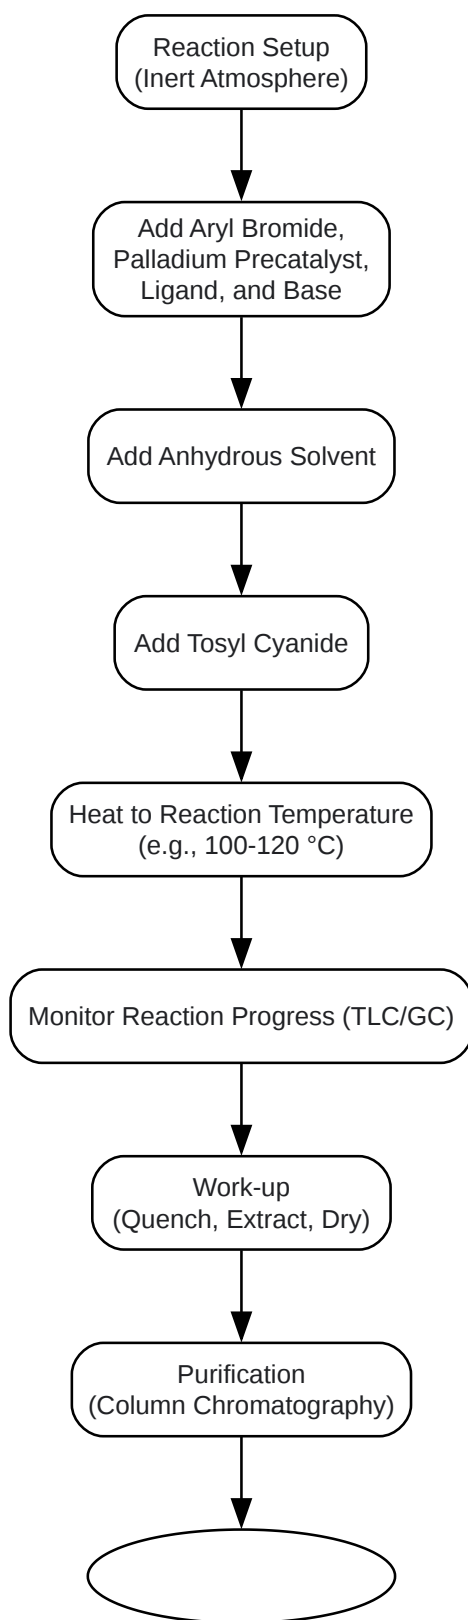 Reaction Setup
(Inert Atmosphere)
Add Aryl Bromide,
Palladium Precatalyst,
Ligand, and Base
Add Anhydrous Solvent
Add Tosyl Cyanide
Heat to Reaction Temperature
(e.g., 100-120 °C)
Monitor Reaction Progress (TLC/GC)
Work-up
(Quench, Extract, Dry)
Purification
(Column Chromatography)